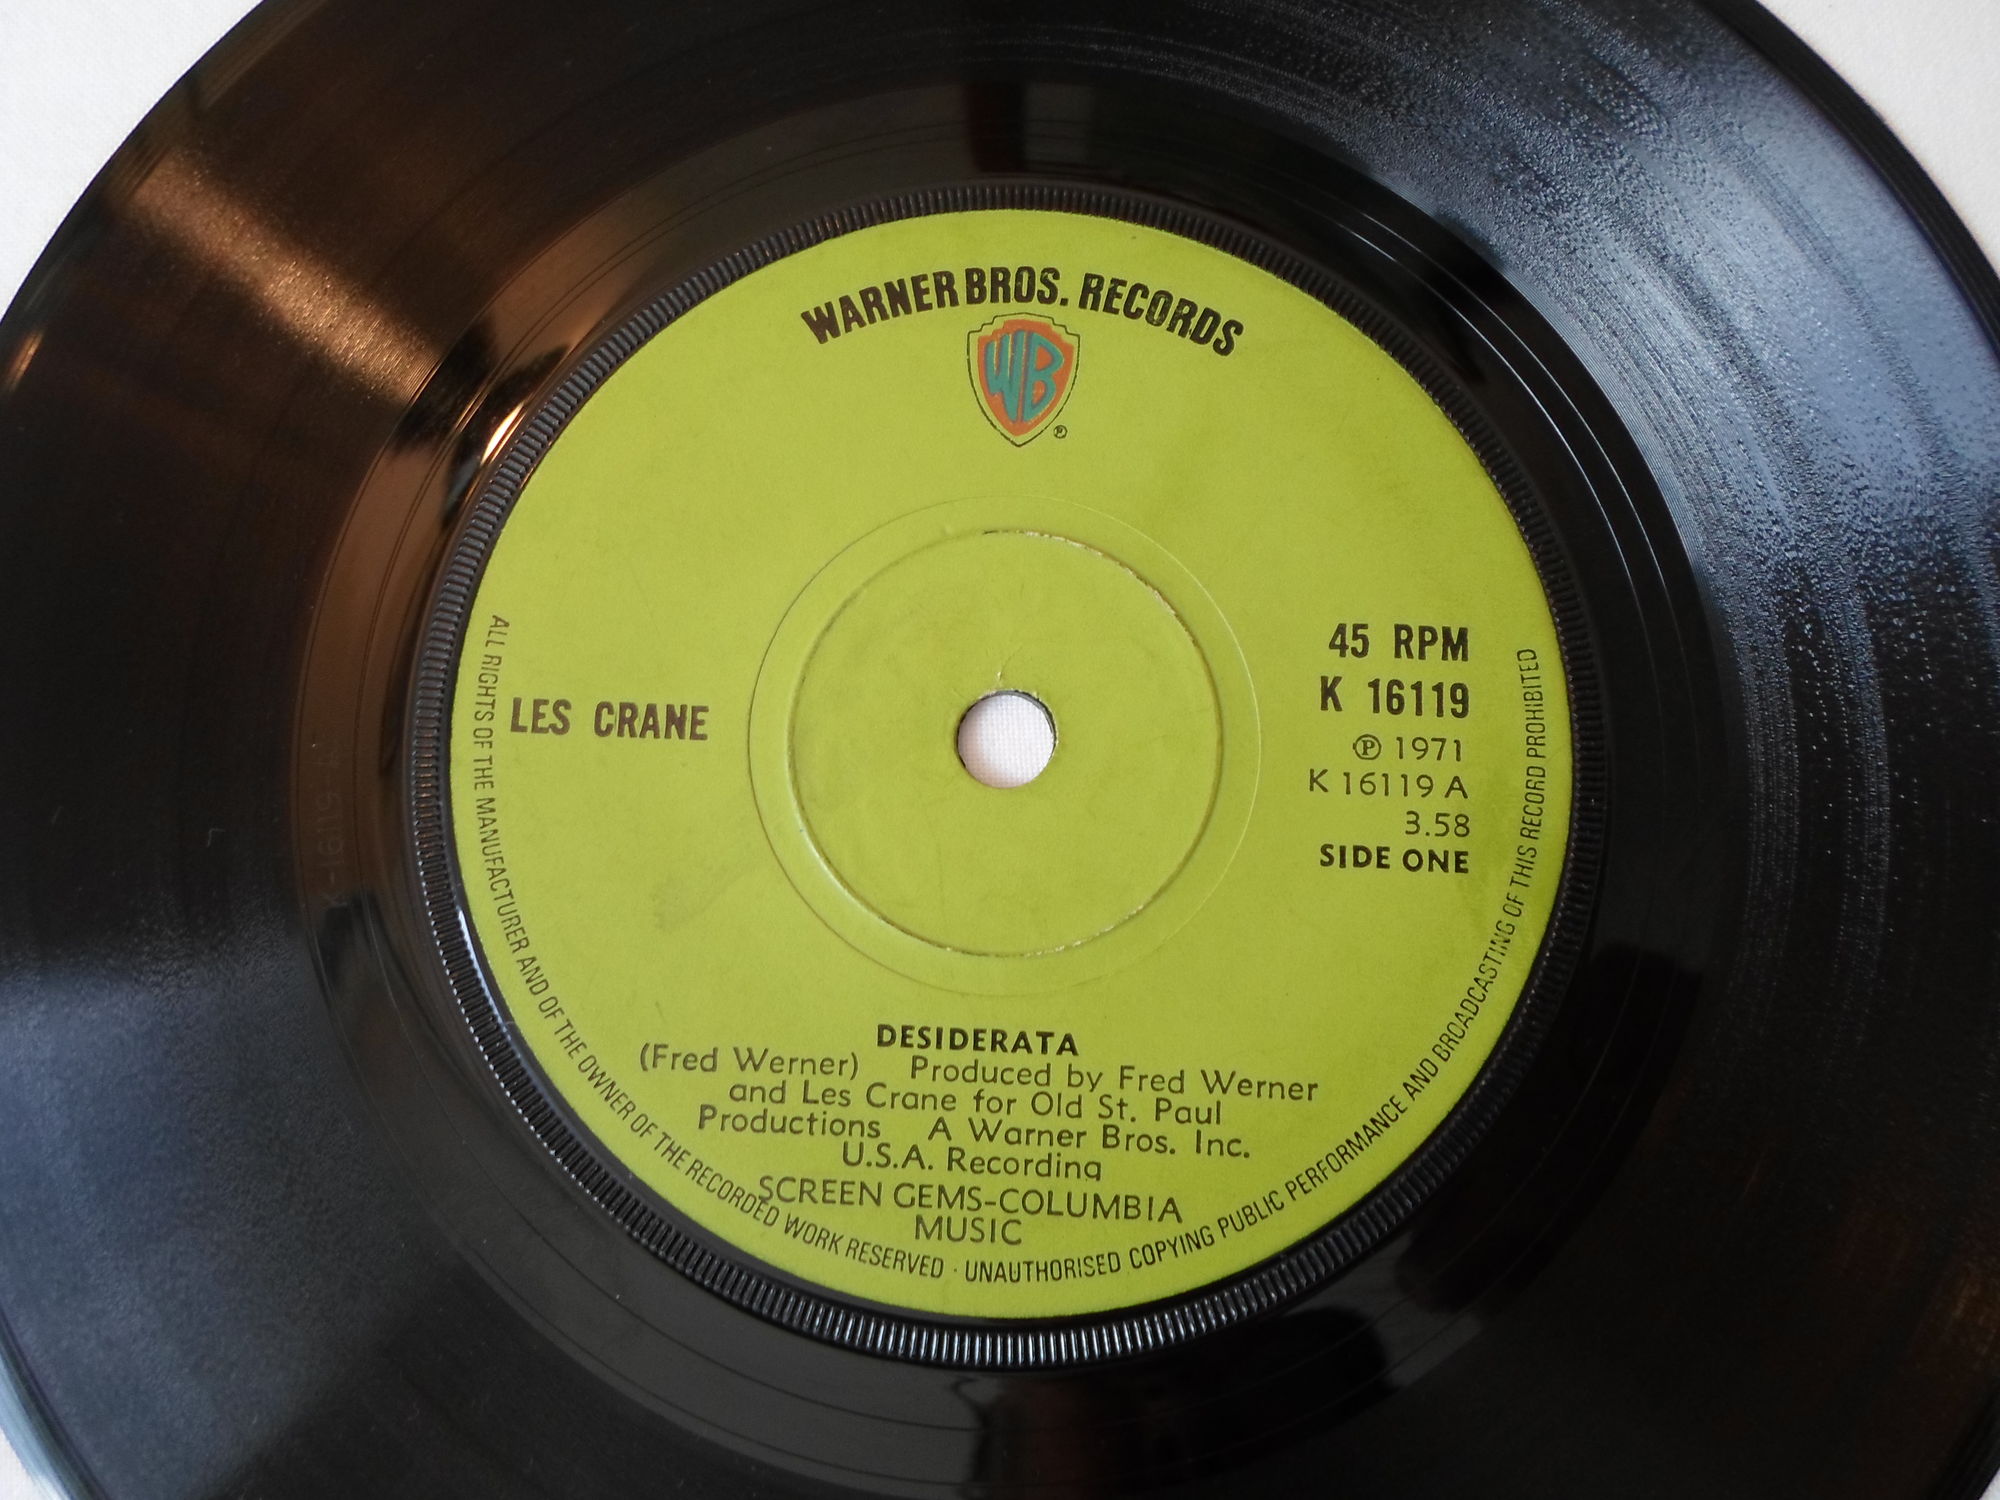 WARNER BROS. RECORDS
WB
®
LES CRANE
45 RPM
K 16119
℗ 1971
K 16119 A
3.58
SIDE ONE
DESIDERATA
(Fred Werner) Produced by Fred Werner
and Les Crane for Old St. Paul
Productions A Warner Bros. Inc.
U.S.A. Recording
SCREEN GEMS-COLUMBIA
MUSIC
ALL RIGHTS OF THE MANUFACTURER AND OF THE OWNER OF THE RECORDED WORK RESERVED · UNAUTHORISED COPYING PUBLIC PERFORMANCE AND BROADCASTING OF THIS RECORD PROHIBITED